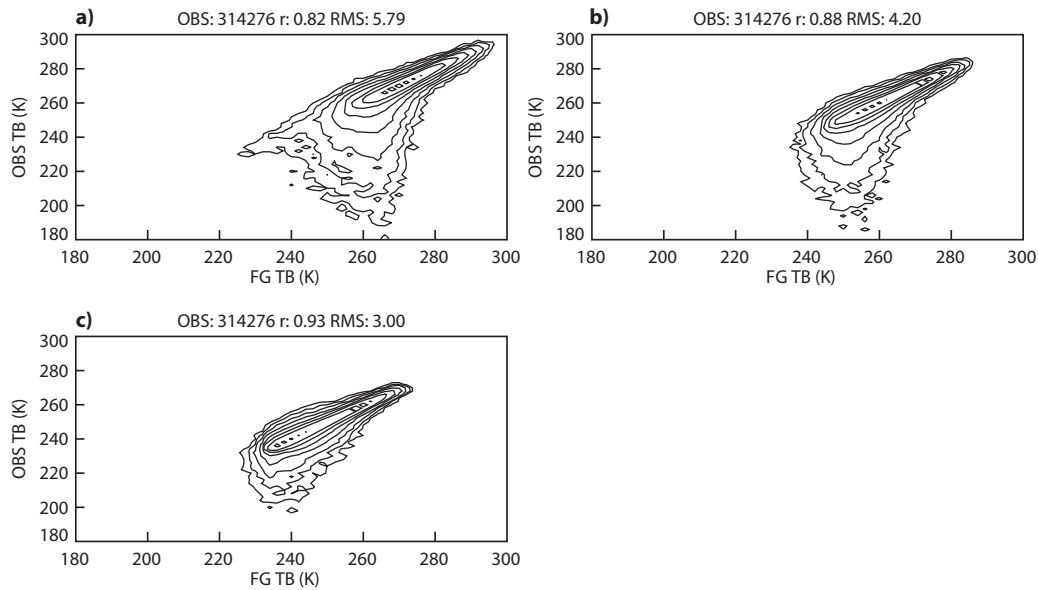 a) OBS: 314276 r: 0.82 RMS: 5.79
300
280
260
240
220
200
180
OBS TB (K)
180 200 220 240 260 280 300
FG TB (K)
b) OBS: 314276 r: 0.88 RMS: 4.20
300
280
260
240
220
200
180
OBS TB (K)
180 200 220 240 260 280 300
FG TB (K)
c) OBS: 314276 r: 0.93 RMS: 3.00
300
280
260
240
220
200
180
OBS TB (K)
180 200 220 240 260 280 300
FG TB (K)